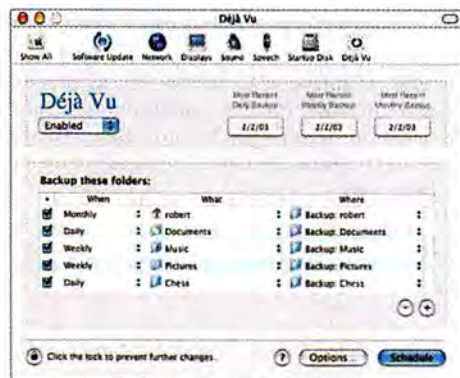 Déjà Vu
Show All Software Update Network Displays Sound Speech Startup Disk Déjà Vu
Déjà Vu
Enabled
Most Recent Daily Backup
Most Recent Weekly Backup
Most Recent Monthly Backup
2/2/03 2/2/03 2/2/03
Backup these folders:
When What Where
Monthly robert Backup: robert
Daily Documents Backup: Documents
Weekly Music Backup: Music
Weekly Pictures Backup: Pictures
Daily Chess Backup: Chess
Click the lock to prevent further changes.
? Options... Schedule